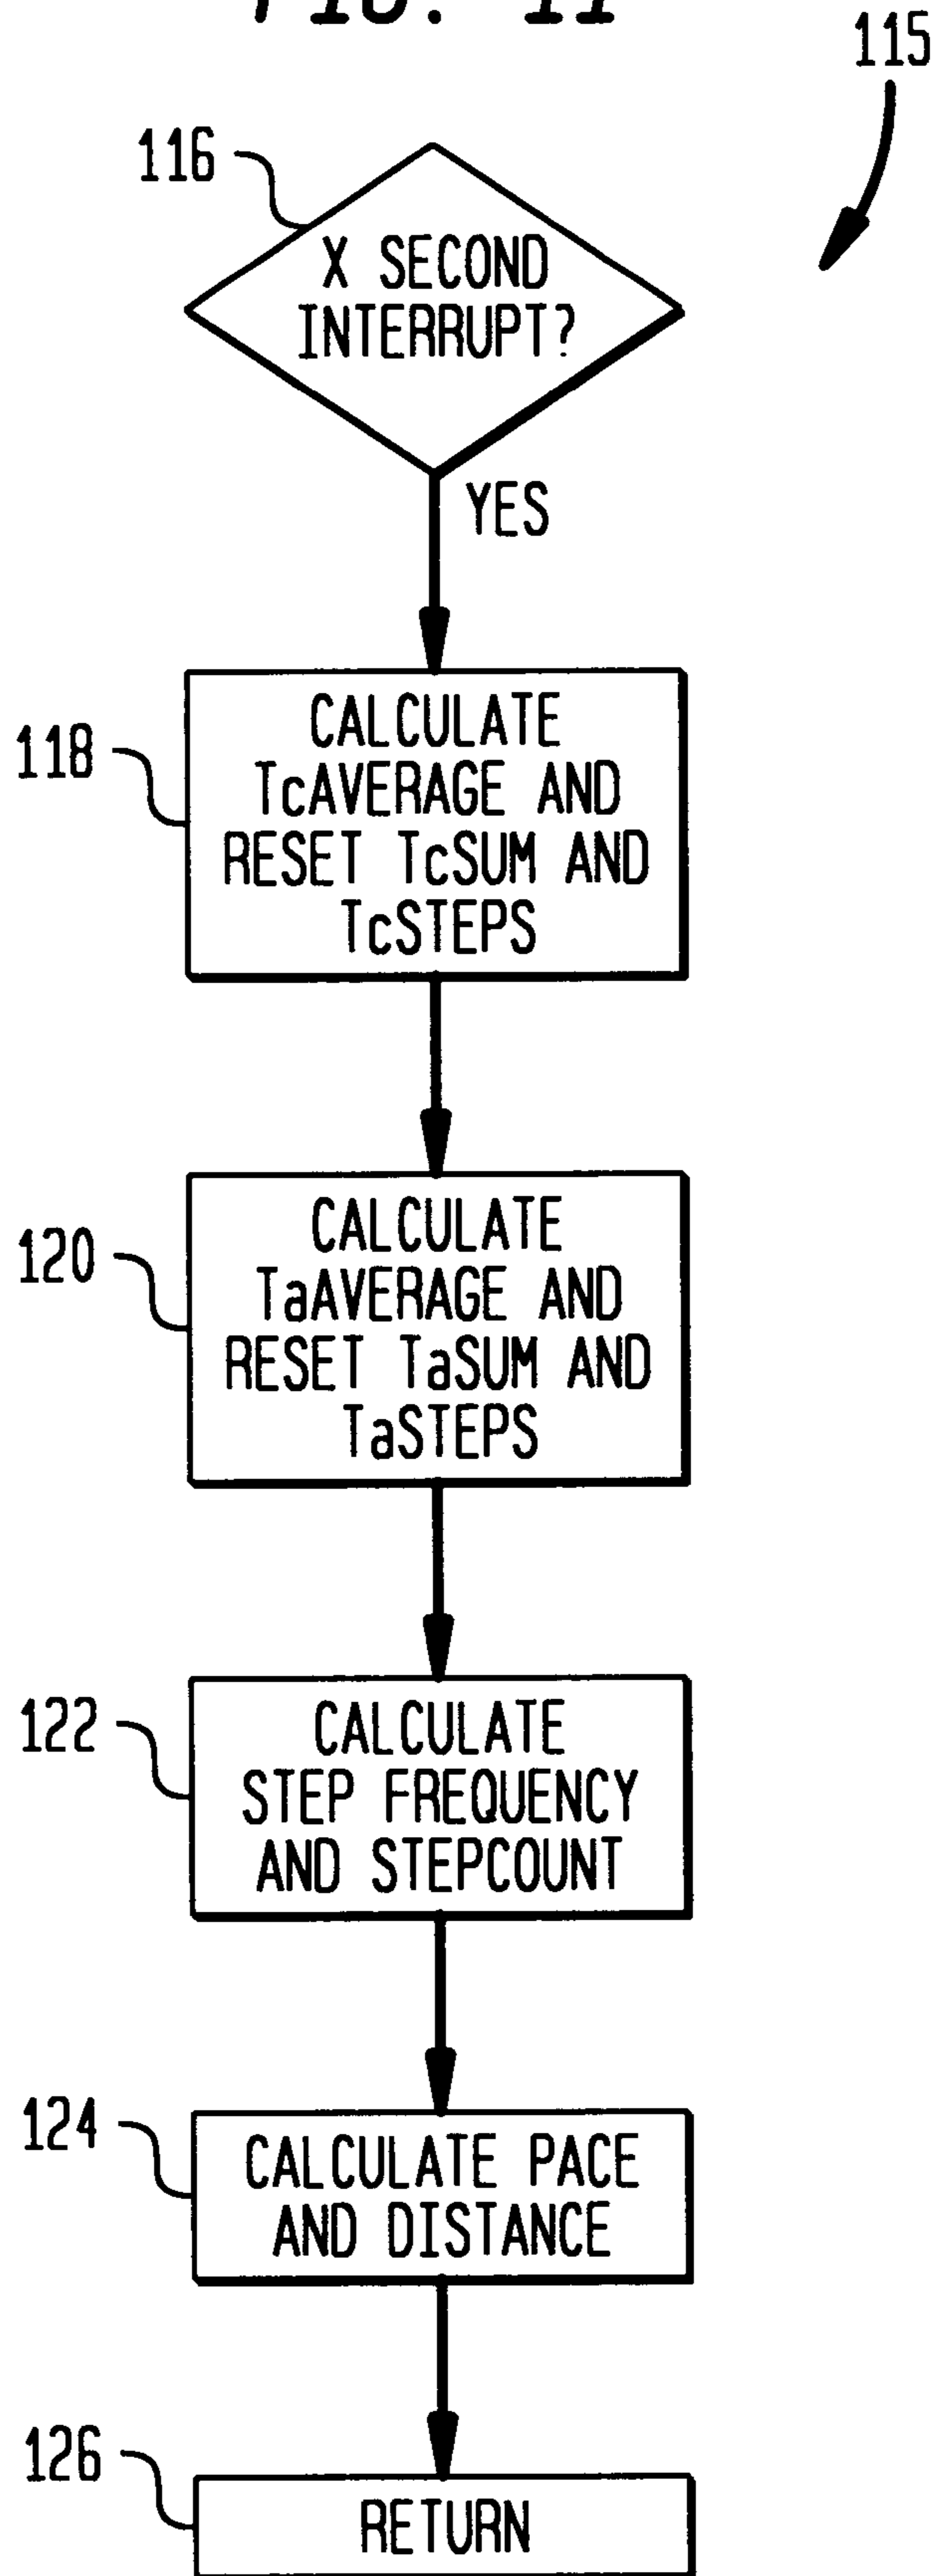 FIG. 11
115
116
X SECOND
INTERRUPT?
YES
118
CALCULATE
TcAVERAGE AND
RESET TcSUM AND
TcSTEPS
120
CALCULATE
TaAVERAGE AND
RESET TaSUM AND
TaSTEPS
122
CALCULATE
STEP FREQUENCY
AND STEPCOUNT
124
CALCULATE PACE
AND DISTANCE
126
RETURN